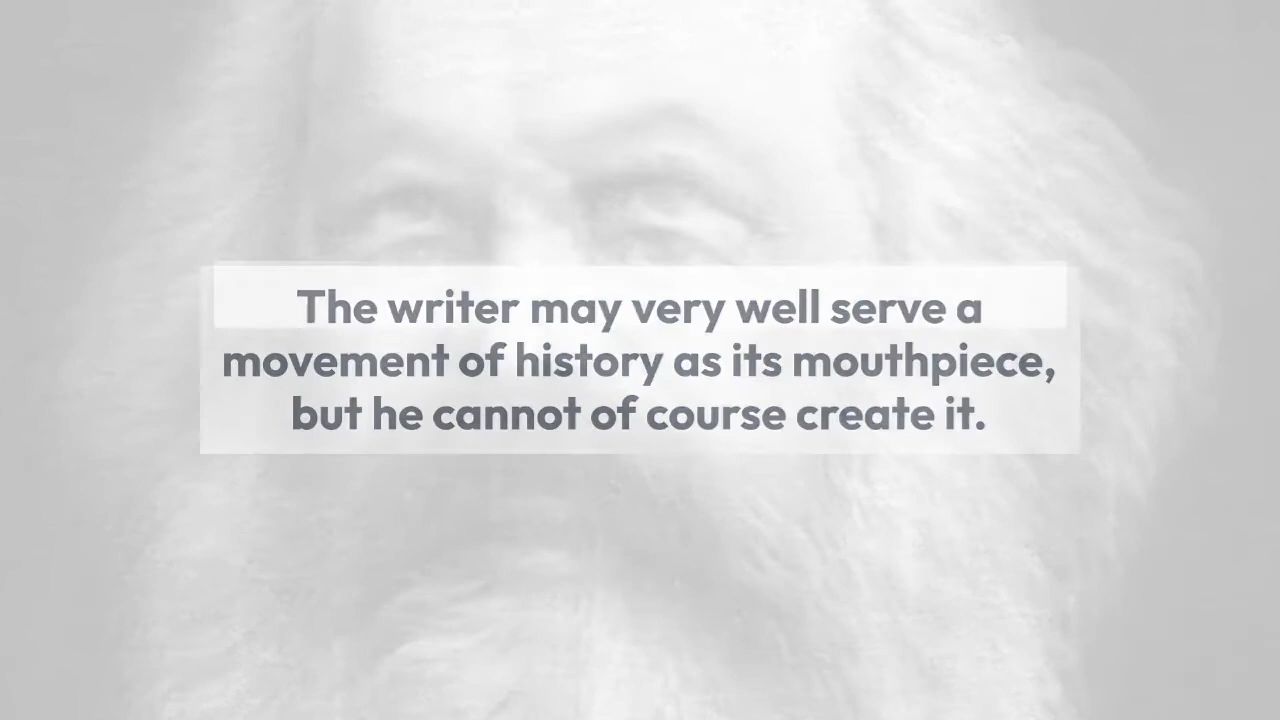 The writer may very well serve a
movement of history as its mouthpiece,
but he cannot of course create it.